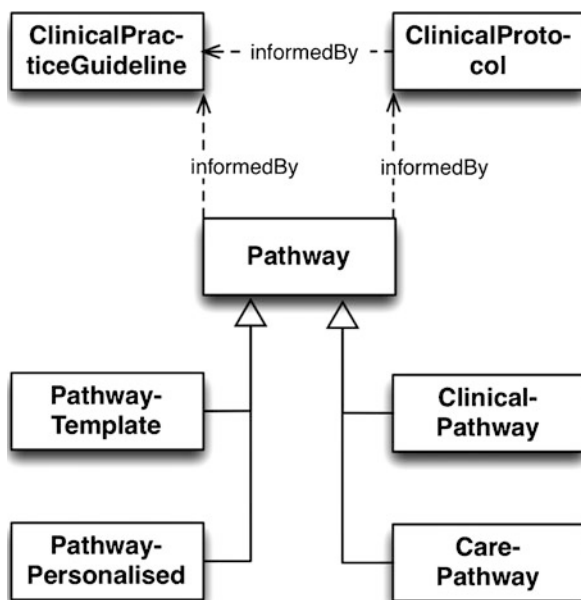 ClinicalPrac-
ticeGuideline
informedBy
ClinicalProto-
col
informedBy
informedBy
Pathway
Pathway-
Template
Clinical-
Pathway
Pathway-
Personalised
Care-
Pathway